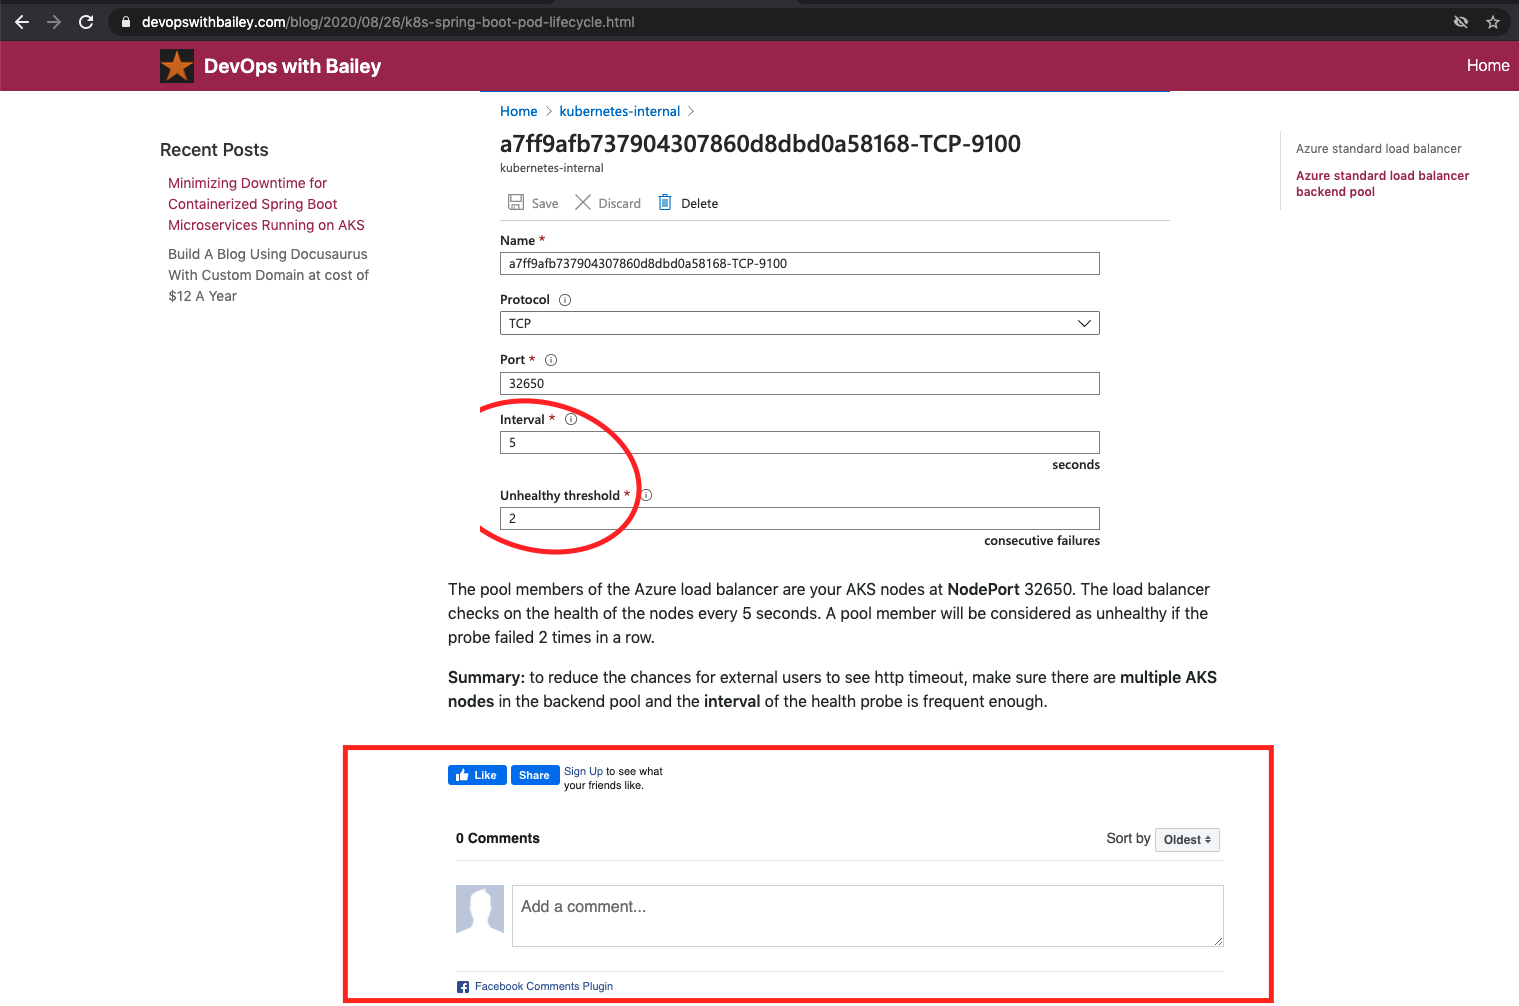 devopswithbailey.com/blog/2020/08/26/k8s-spring-boot-pod-lifecycle.html
DevOps with Bailey
Home
Recent Posts
Minimizing Downtime for
Containerized Spring Boot
Microservices Running on AKS
Build A Blog Using Docusaurus
With Custom Domain at cost of
$12 A Year
Home > kubernetes-internal >
a7ff9afb737904307860d8dbd0a58168-TCP-9100
kubernetes-internal
Save Discard Delete
Name *
a7ff9afb737904307860d8dbd0a58168-TCP-9100
Protocol
TCP
Port *
32650
Interval *
5
seconds
Unhealthy threshold *
2
consecutive failures
Azure standard load balancer
Azure standard load balancer
backend pool
The pool members of the Azure load balancer are your AKS nodes at NodePort 32650. The load balancer
checks on the health of the nodes every 5 seconds. A pool member will be considered as unhealthy if the
probe failed 2 times in a row.
Summary: to reduce the chances for external users to see http timeout, make sure there are multiple AKS
nodes in the backend pool and the interval of the health probe is frequent enough.
Like Share Sign Up to see what
your friends like.
0 Comments
Sort by Oldest
Add a comment...
Facebook Comments Plugin